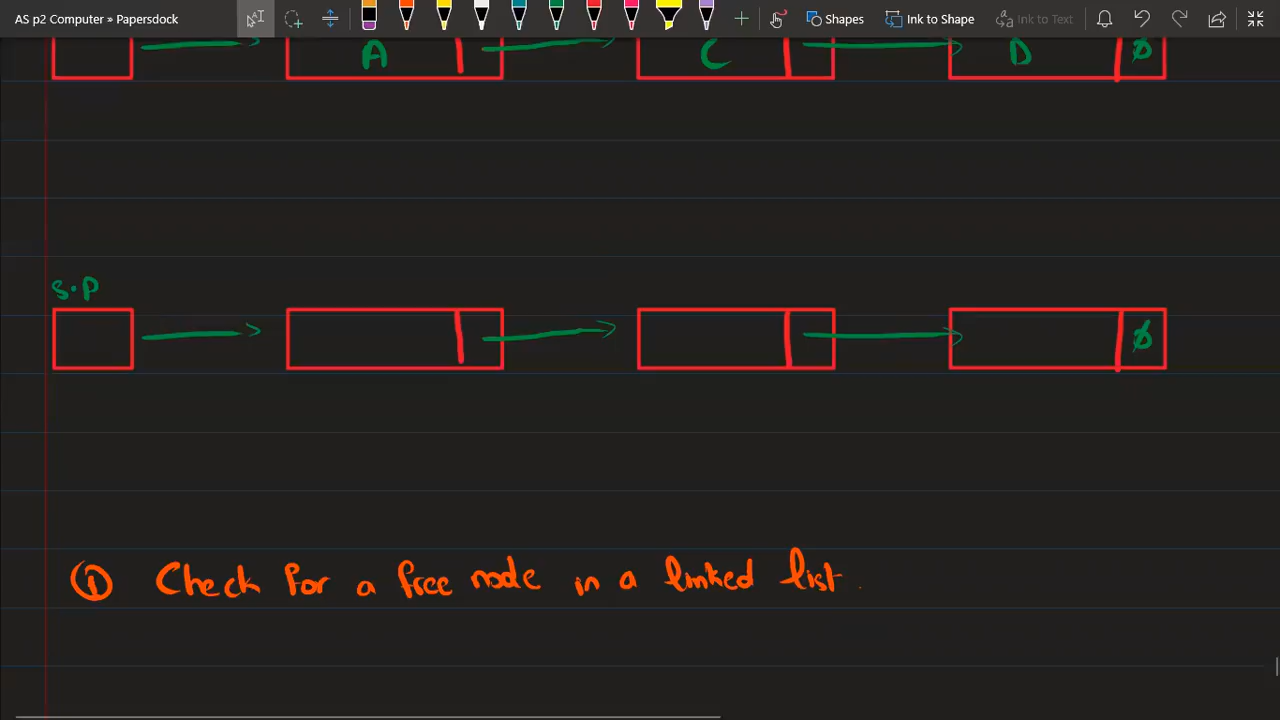 AS p2 Computer » Papersdock
Shapes
Ink to Shape
Ink to Text
A C D Ø
S.P
Ø
① Check for a free node in a linked list.